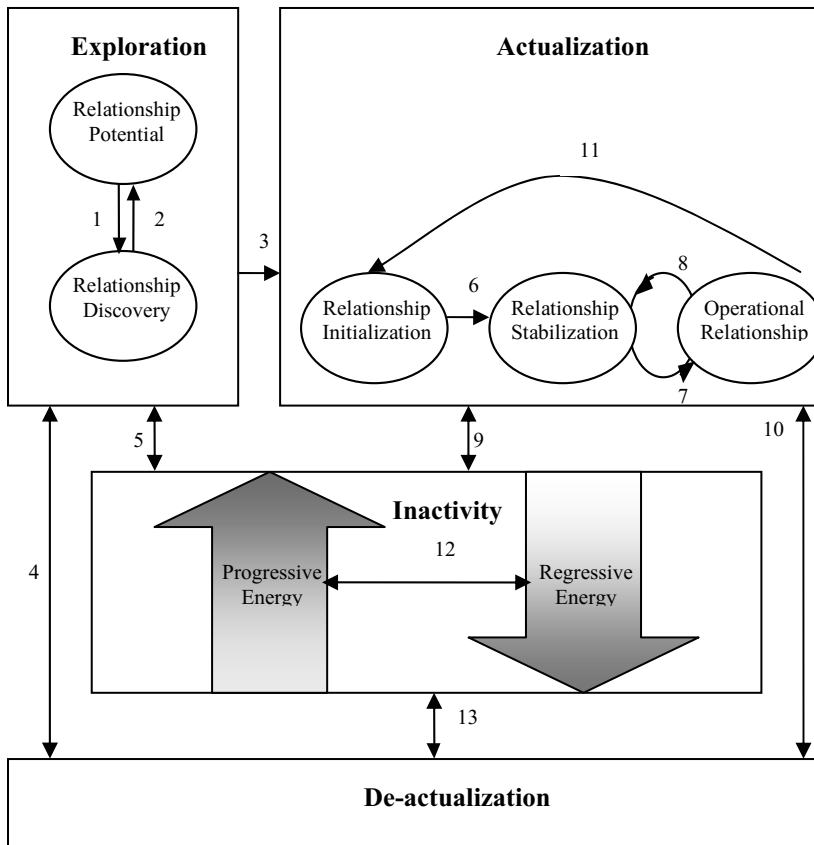 Exploration
Relationship
Potential
1
2
Relationship
Discovery
3
Actualization
11
Relationship
Initialization
6
Relationship
Stabilization
8
7
Operational
Relationship
4
5
9
10
Inactivity
Progressive
Energy
12
Regressive
Energy
13
De-actualization